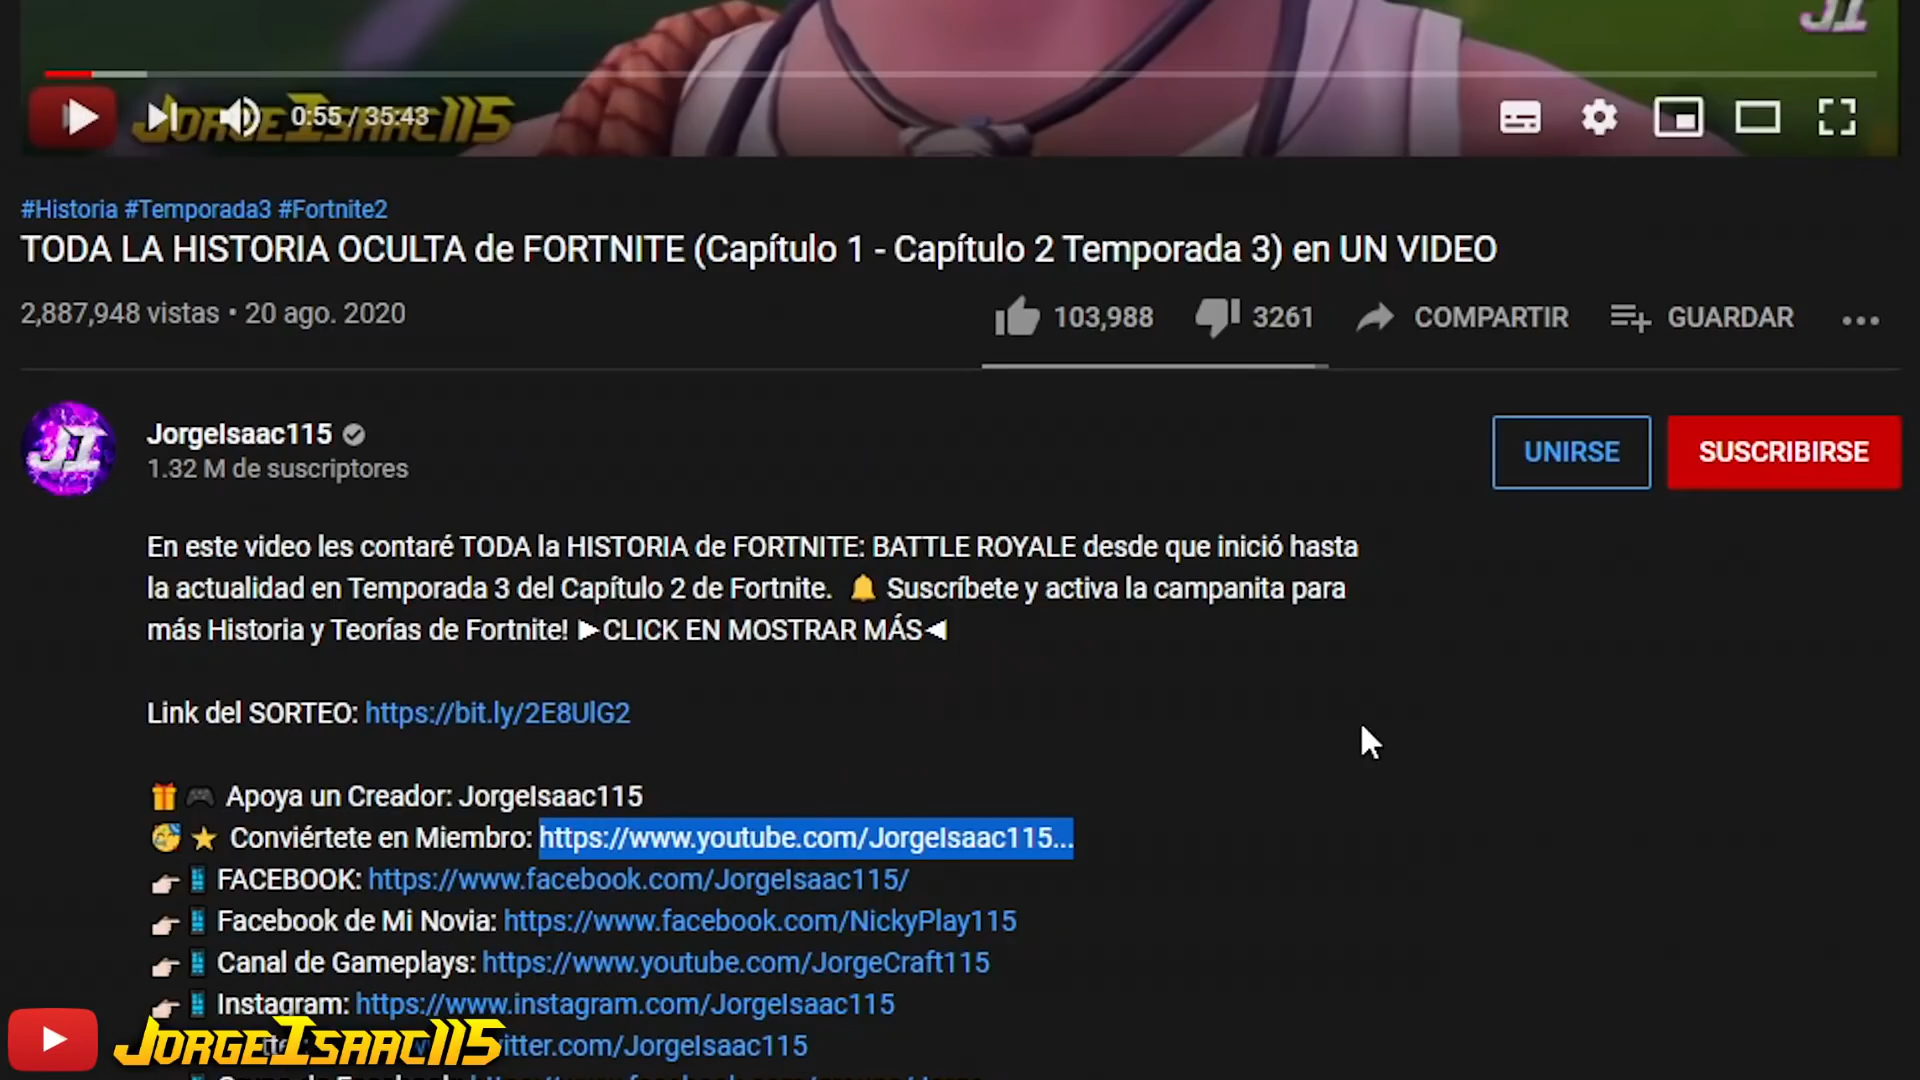 JI
JORGEISAAC115
0:55 / 35:43
#Historia #Temporada3 #Fortnite2
TODA LA HISTORIA OCULTA de FORTNITE (Capítulo 1 - Capítulo 2 Temporada 3) en UN VIDEO
2,887,948 vistas • 20 ago. 2020
103,988 3261 COMPARTIR GUARDAR
JI
JorgeIsaac115
1.32 M de suscriptores
UNIRSE SUSCRIBIRSE
En este video les contaré TODA la HISTORIA de FORTNITE: BATTLE ROYALE desde que inició hasta
la actualidad en Temporada 3 del Capítulo 2 de Fortnite. 🔔 Suscríbete y activa la campanita para
más Historia y Teorías de Fortnite! ▶CLICK EN MOSTRAR MÁS◀
Link del SORTEO: https://bit.ly/2E8UlG2
Apoya un Creador: JorgeIsaac115
Conviértete en Miembro: https://www.youtube.com/JorgeIsaac115...
FACEBOOK: https://www.facebook.com/JorgeIsaac115/
Facebook de Mi Novia: https://www.facebook.com/NickyPlay115
Canal de Gameplays: https://www.youtube.com/JorgeCraft115
Instagram: https://www.instagram.com/JorgeIsaac115
itter.com/JorgeIsaac115
JORGEISAAC115